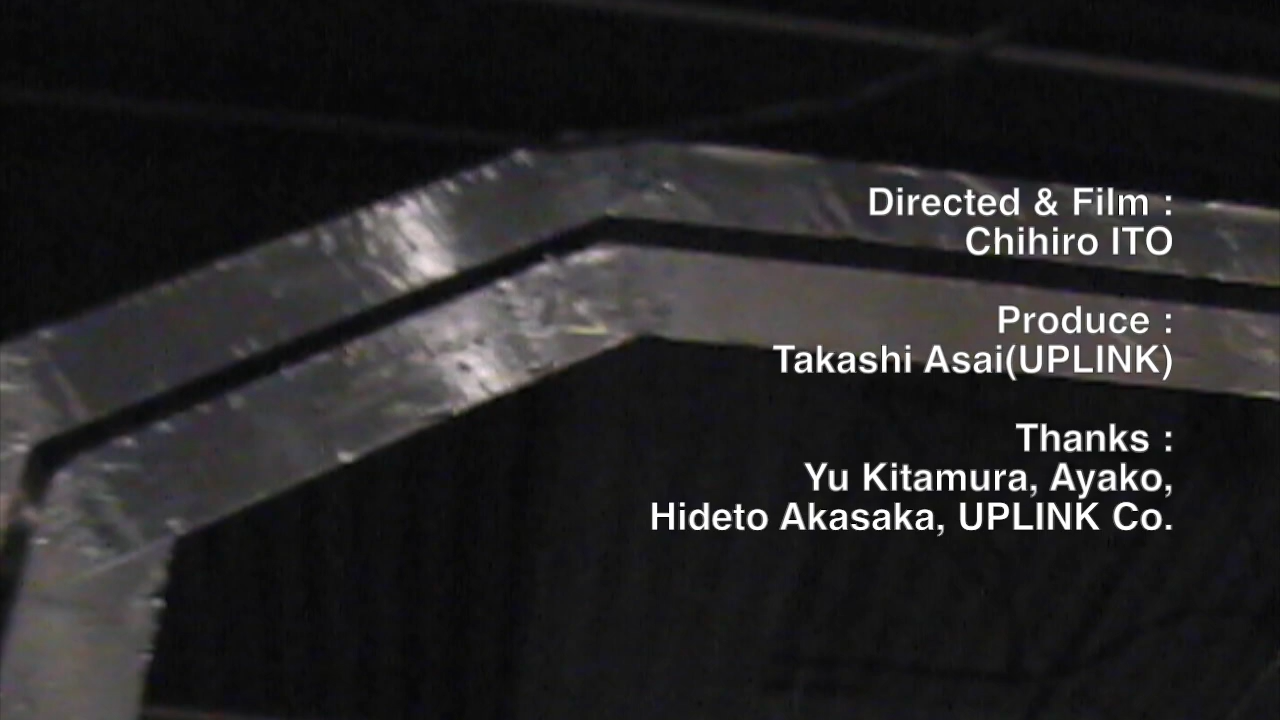 Directed & Film :
Chihiro ITO
Produce :
Takashi Asai(UPLINK)
Thanks :
Yu Kitamura, Ayako,
Hideto Akasaka, UPLINK Co.